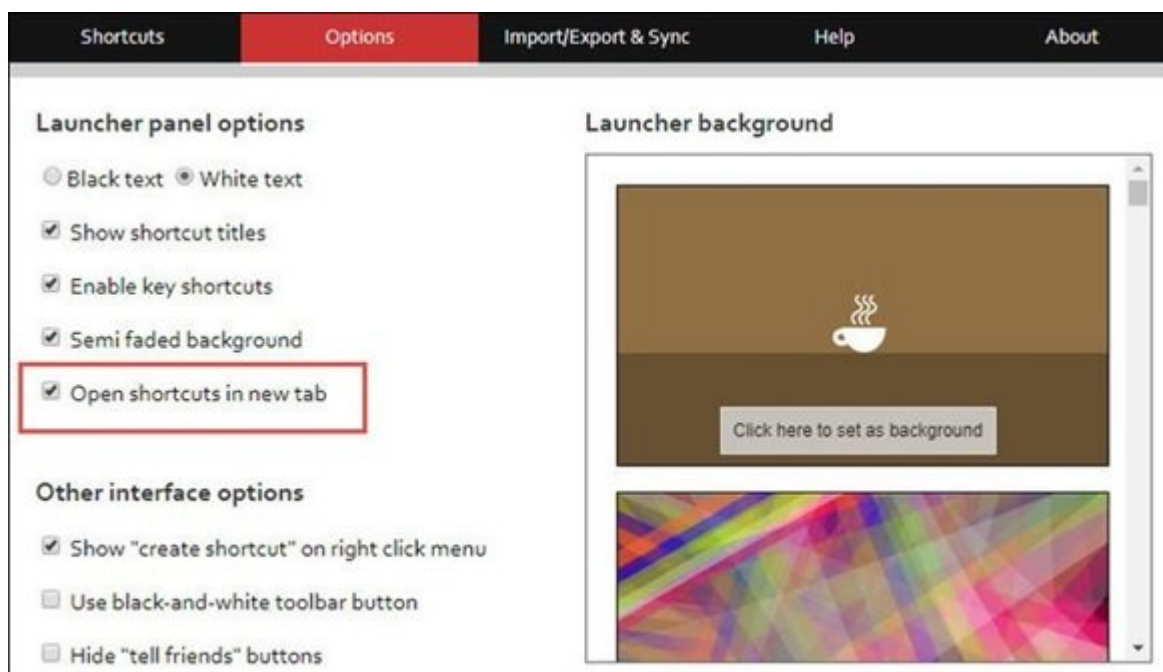 Shortcuts Options Import/Export & Sync Help About
Launcher panel options
Black text White text
Show shortcut titles
Enable key shortcuts
Semi faded background
Open shortcuts in new tab
Other interface options
Show "create shortcut" on right click menu
Use black-and-white toolbar button
Hide "tell friends" buttons
Launcher background
Click here to set as background